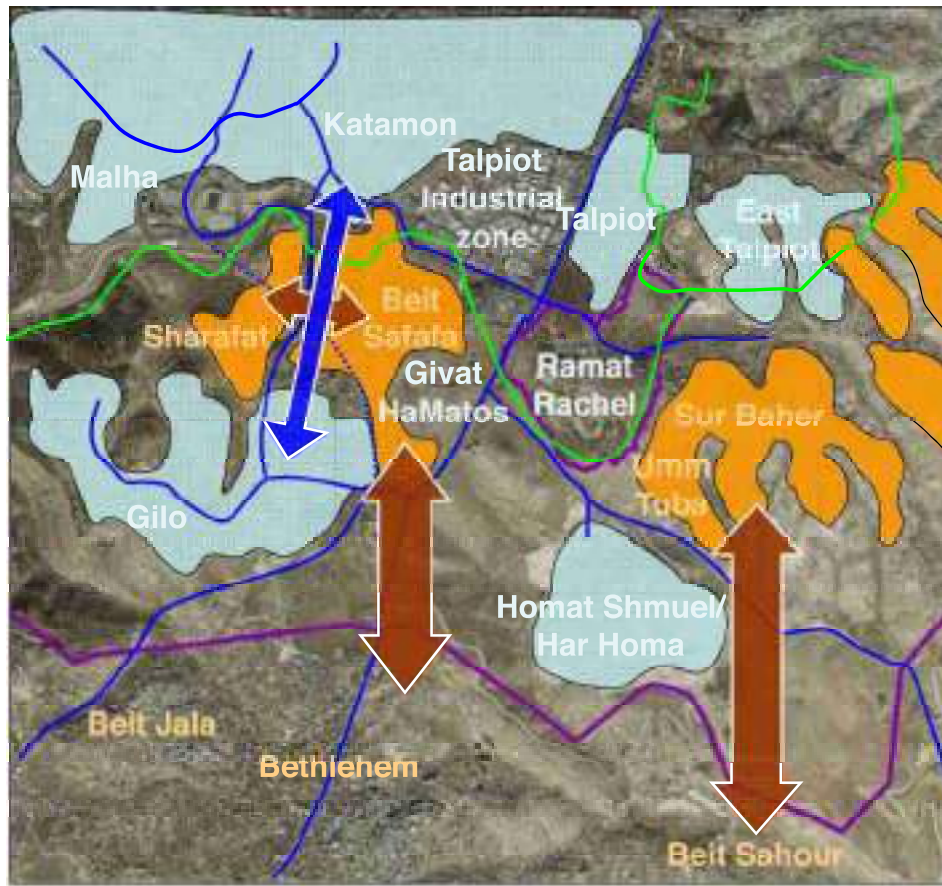 Katamon
Malha
Talpiot
Industrial
zone
Talpiot
East
Talpiot
Beit
Safafa
Sharafat
Givat
HaMatos
Ramat
Rachel
Sur Baher
Umm
Tuba
Gilo
Homat Shmuel/
Har Homa
Beit Jala
Bethlehem
Beit Sahour